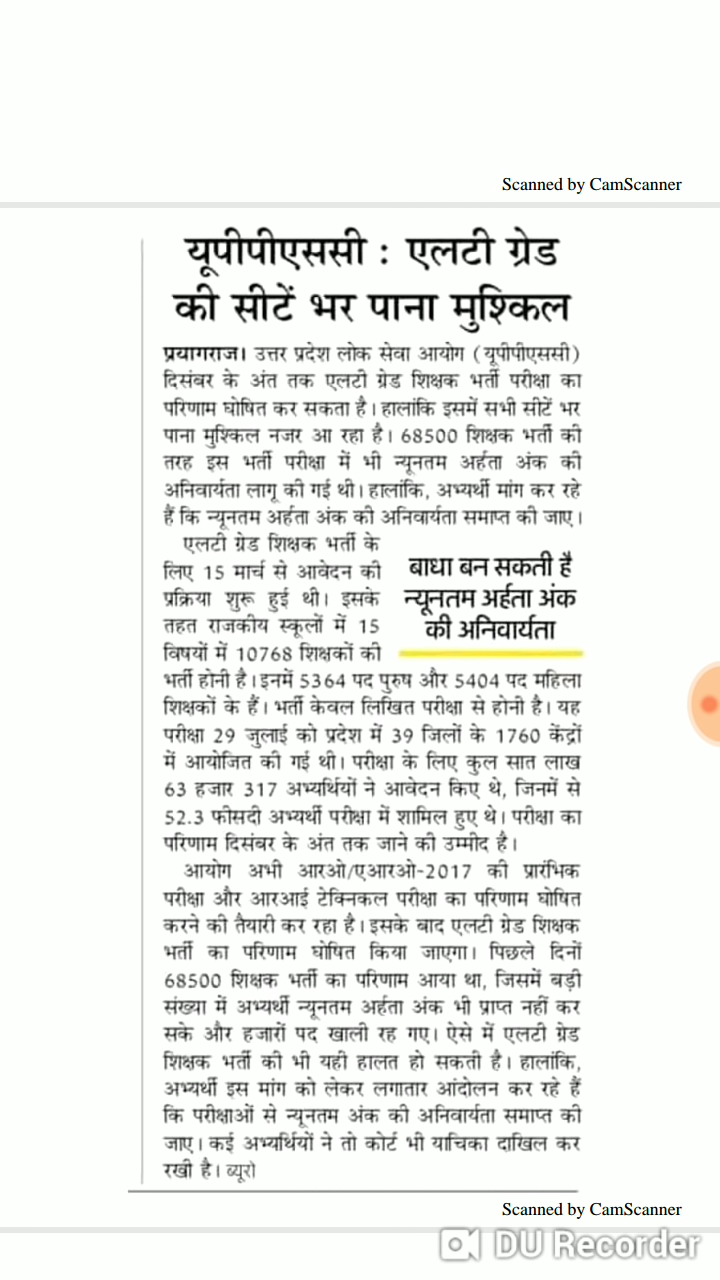 Scanned by CamScanner
यूपीपीएससी : एलटी ग्रेड
की सीटें भर पाना मुश्किल
प्रयागराज। उत्तर प्रदेश लोक सेवा आयोग (यूपीपीएससी)
दिसंबर के अंत तक एलटी ग्रेड शिक्षक भर्ती परीक्षा का
परिणाम घोषित कर सकता है। हालांकि इसमें सभी सीटें भर
पाना मुश्किल नजर आ रहा है। 68500 शिक्षक भर्ती की
तरह इस भर्ती परीक्षा में भी न्यूनतम अर्हता अंक की
अनिवार्यता लागू की गई थी। हालांकि, अभ्यर्थी मांग कर रहे
हैं कि न्यूनतम अर्हता अंक की अनिवार्यता समाप्त की जाए।
एलटी ग्रेड शिक्षक भर्ती के
लिए 15 मार्च से आवेदन की
प्रक्रिया शुरू हुई थी। इसके
तहत राजकीय स्कूलों में 15
विषयों में 10768 शिक्षकों की
बाधा बन सकती है
न्यूनतम अर्हता अंक
की अनिवार्यता
भर्ती होनी है। इनमें 5364 पद पुरुष और 5404 पद महिला
शिक्षकों के हैं। भर्ती केवल लिखित परीक्षा से होनी है। यह
परीक्षा 29 जुलाई को प्रदेश में 39 जिलों के 1760 केंद्रों
में आयोजित की गई थी। परीक्षा के लिए कुल सात लाख
63 हजार 317 अभ्यर्थियों ने आवेदन किए थे, जिनमें से
52.3 फीसदी अभ्यर्थी परीक्षा में शामिल हुए थे। परीक्षा का
परिणाम दिसंबर के अंत तक जाने की उम्मीद है।
आयोग अभी आरओ/एआरओ-2017 की प्रारंभिक
परीक्षा और आरआई टेक्निकल परीक्षा का परिणाम घोषित
करने की तैयारी कर रहा है। इसके बाद एलटी ग्रेड शिक्षक
भर्ती का परिणाम घोषित किया जाएगा। पिछले दिनों
68500 शिक्षक भर्ती का परिणाम आया था, जिसमें बड़ी
संख्या में अभ्यर्थी न्यूनतम अर्हता अंक भी प्राप्त नहीं कर
सके और हजारों पद खाली रह गए। ऐसे में एलटी ग्रेड
शिक्षक भर्ती की भी यही हालत हो सकती है। हालांकि,
अभ्यर्थी इस मांग को लेकर लगातार आंदोलन कर रहे हैं
कि परीक्षाओं से न्यूनतम अंक की अनिवार्यता समाप्त की
जाए। कई अभ्यर्थियों ने तो कोर्ट भी याचिका दाखिल कर
रखी है। ब्यूरो
Scanned by CamScanner
DU Recorder